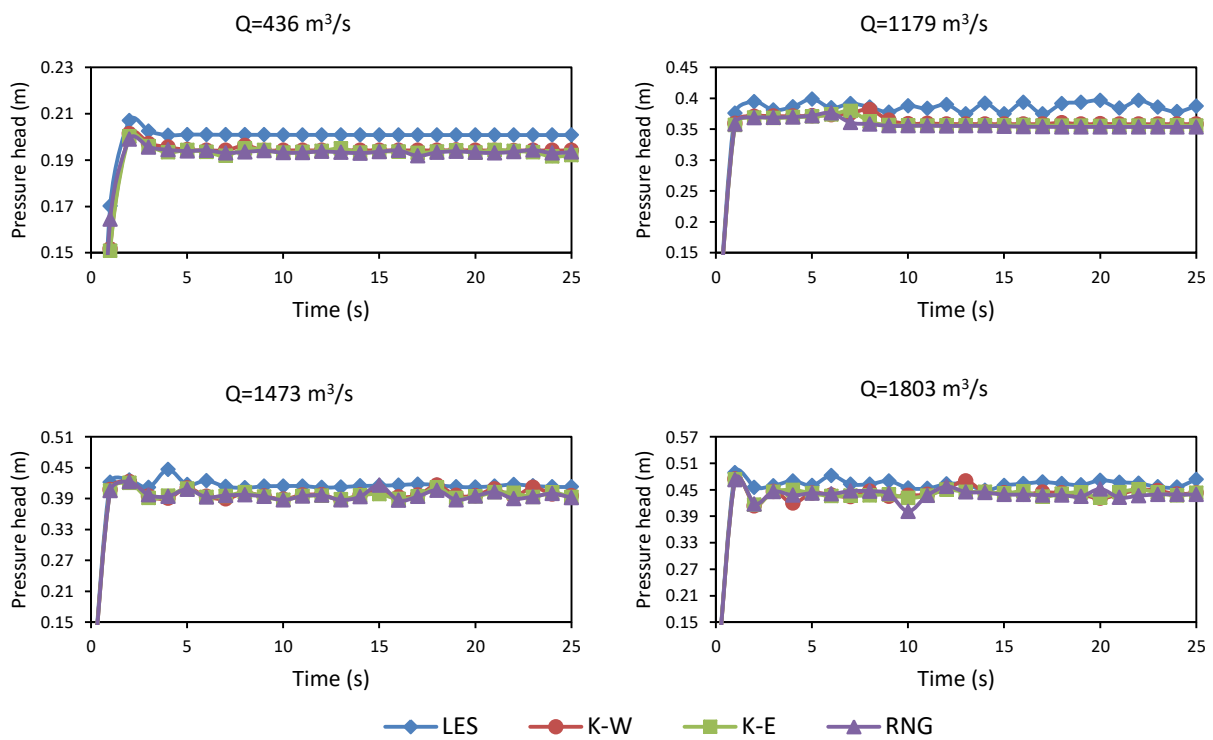 Q=436 m³/s
Pressure head (m)
0.23
0.21
0.19
0.17
0.15
0 5 10 15 20 25
Time (s)
Q=1179 m³/s
Pressure head (m)
0.45
0.4
0.35
0.3
0.25
0.2
0.15
0 5 10 15 20 25
Time (s)
Q=1473 m³/s
Pressure head (m)
0.51
0.45
0.39
0.33
0.27
0.21
0.15
0 5 10 15 20 25
Time (s)
Q=1803 m³/s
Pressure head (m)
0.57
0.51
0.45
0.39
0.33
0.27
0.21
0.15
0 5 10 15 20 25
Time (s)
LES K-W K-E RNG